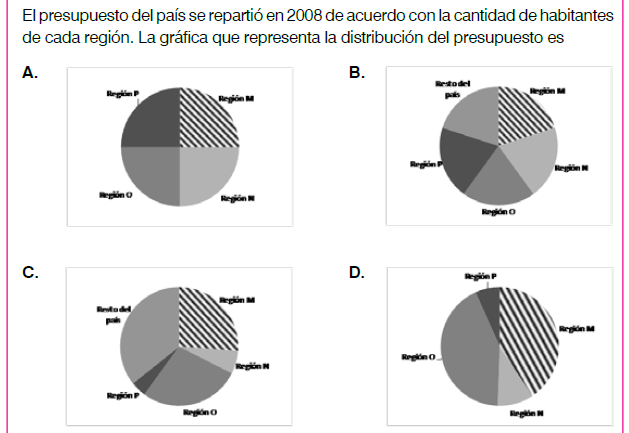 El presupuesto del país se repartió en 2008 de acuerdo con la cantidad de habitantes
de cada región. La gráfica que representa la distribución del presupuesto es
A.
Región P
Región M
Región O
Región N
B.
Resto del
país
Región M
Región P
Región N
Región O
C.
Región M
Resto del
país
Región N
Región P
Región O
D.
Región P
Región M
Región O
Región N